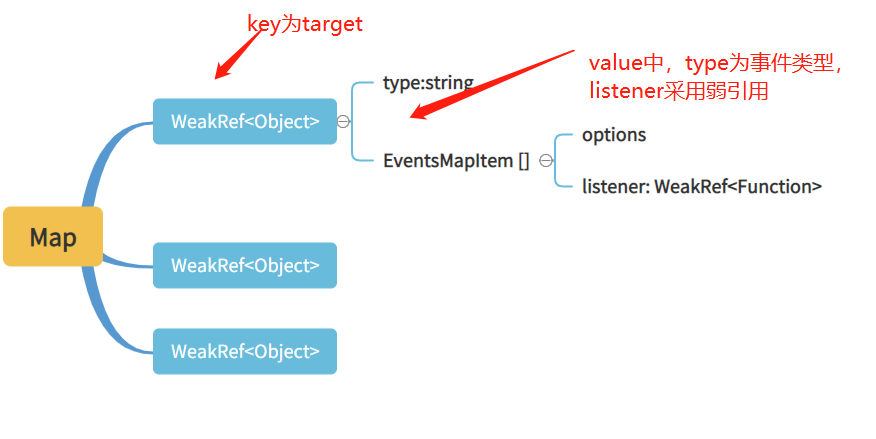 key为target
value中，type为事件类型，
listener采用弱引用
type:string
WeakRef<Object>
EventsMapItem []
options
listener: WeakRef<Function>
Map
WeakRef<Object>
WeakRef<Object>